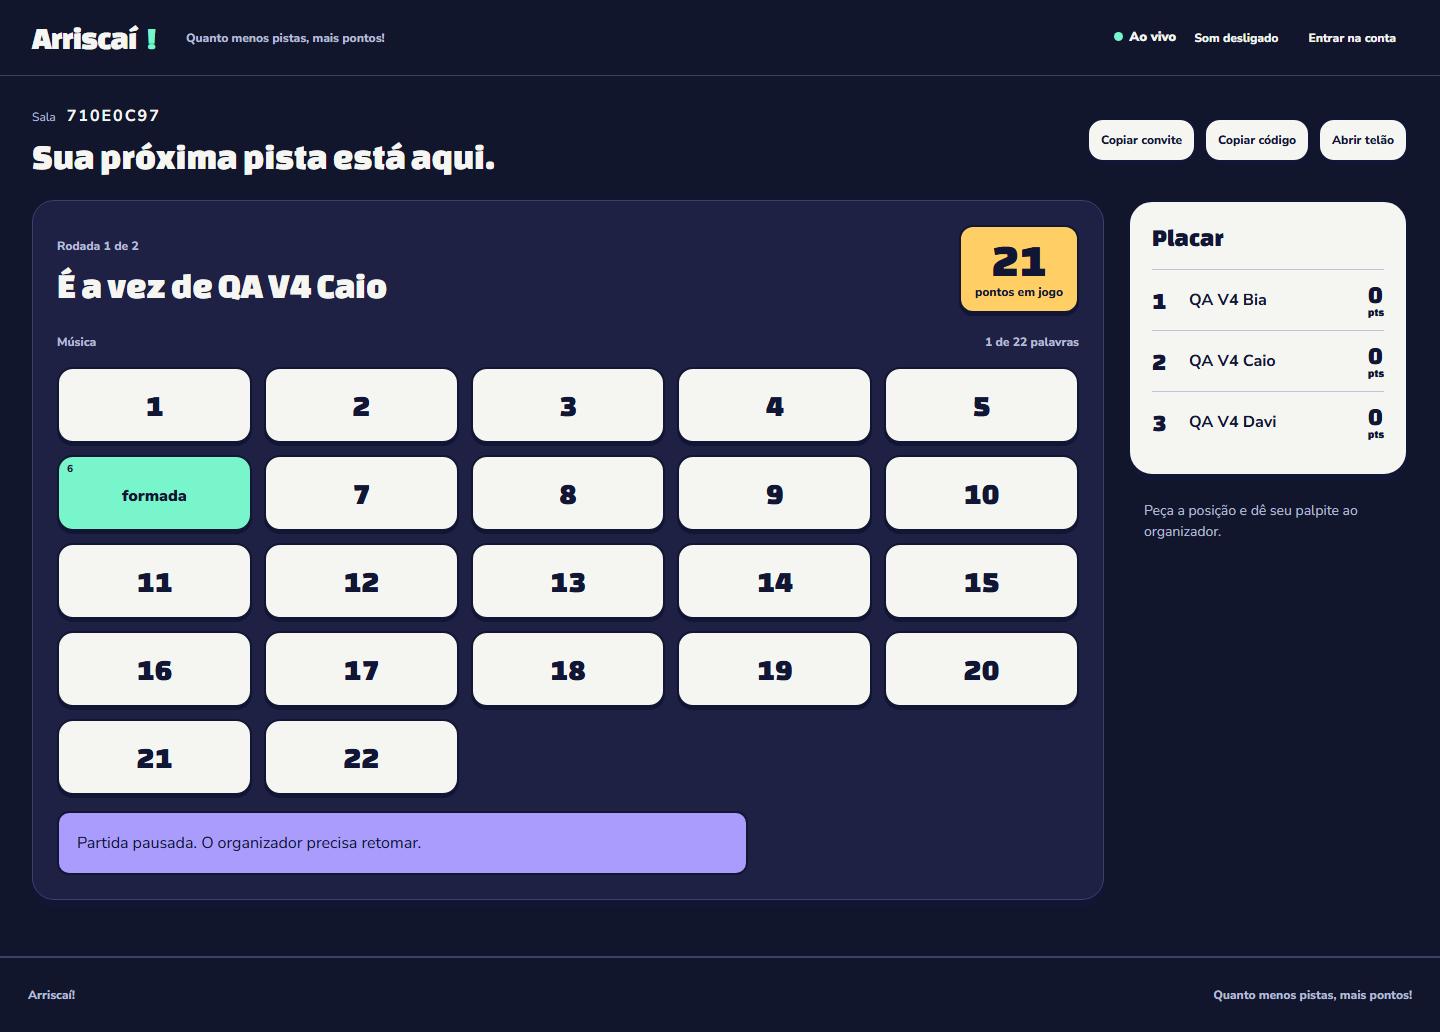 Arriscaí !
Quanto menos pistas, mais pontos!
Ao vivo
Som desligado
Entrar na conta
Sala 710E0C97
Sua próxima pista está aqui.
Copiar convite
Copiar código
Abrir telão
Rodada 1 de 2
É a vez de QA V4 Caio
21
pontos em jogo
Música
1 de 22 palavras
1
2
3
4
5
6
formada
7
8
9
10
11
12
13
14
15
16
17
18
19
20
21
22
Partida pausada. O organizador precisa retomar.
Placar
1 QA V4 Bia 0 pts
2 QA V4 Caio 0 pts
3 QA V4 Davi 0 pts
Peça a posição e dê seu palpite ao
organizador.
Arriscaí!
Quanto menos pistas, mais pontos!